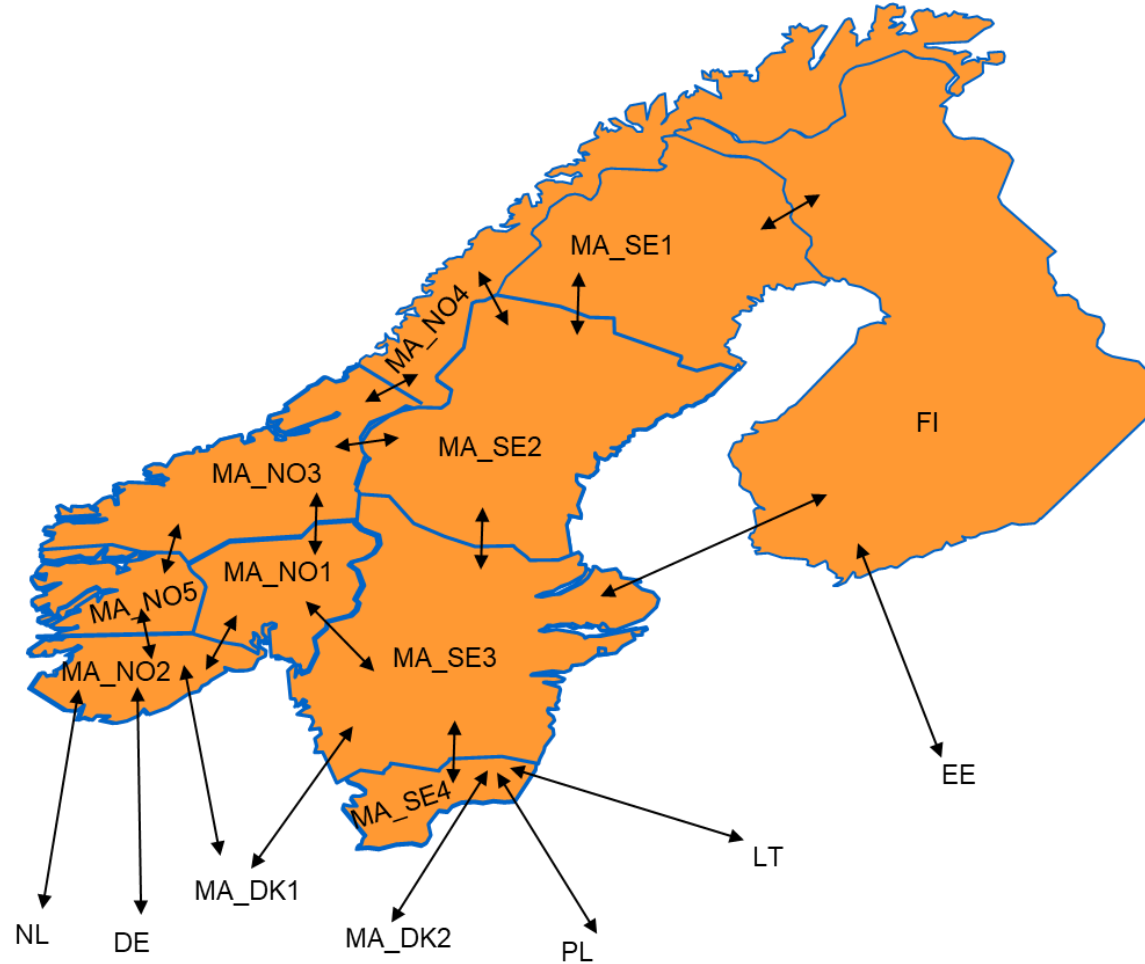 MA_SE1
MA_NO4
FI
MA_SE2
MA_NO3
MA_NO1
MA_NO5
MA_SE3
MA_NO2
EE
MA_SE4
LT
MA_DK1
NL
DE
MA_DK2
PL